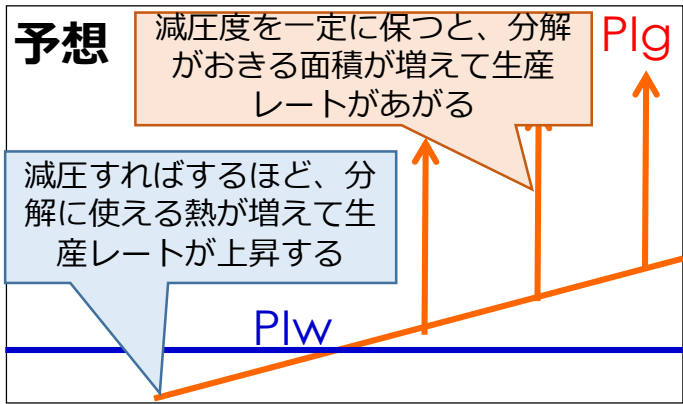 予想
減圧度を一定に保つと、分解
がおきる面積が増えて生産
レートがあがる
PIg
減圧すればするほど、分
解に使える熱が増えて生
産レートが上昇する
PIw